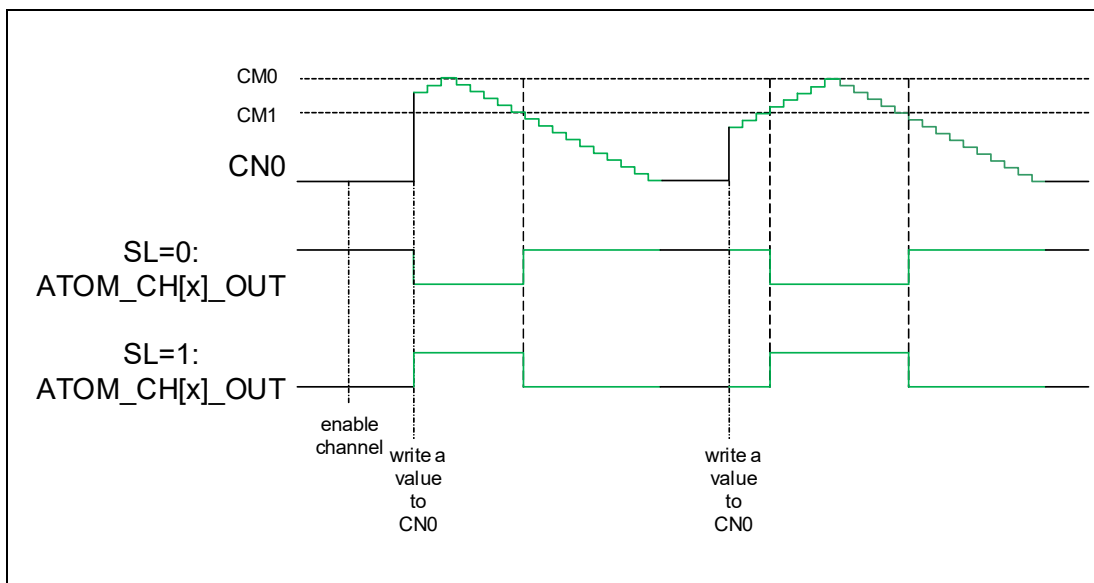 CM0
CM1
CN0
SL=0:
ATOM_CH[x]_OUT
SL=1:
ATOM_CH[x]_OUT
enable
channel
write a
value
to
CN0
write a
value
to
CN0